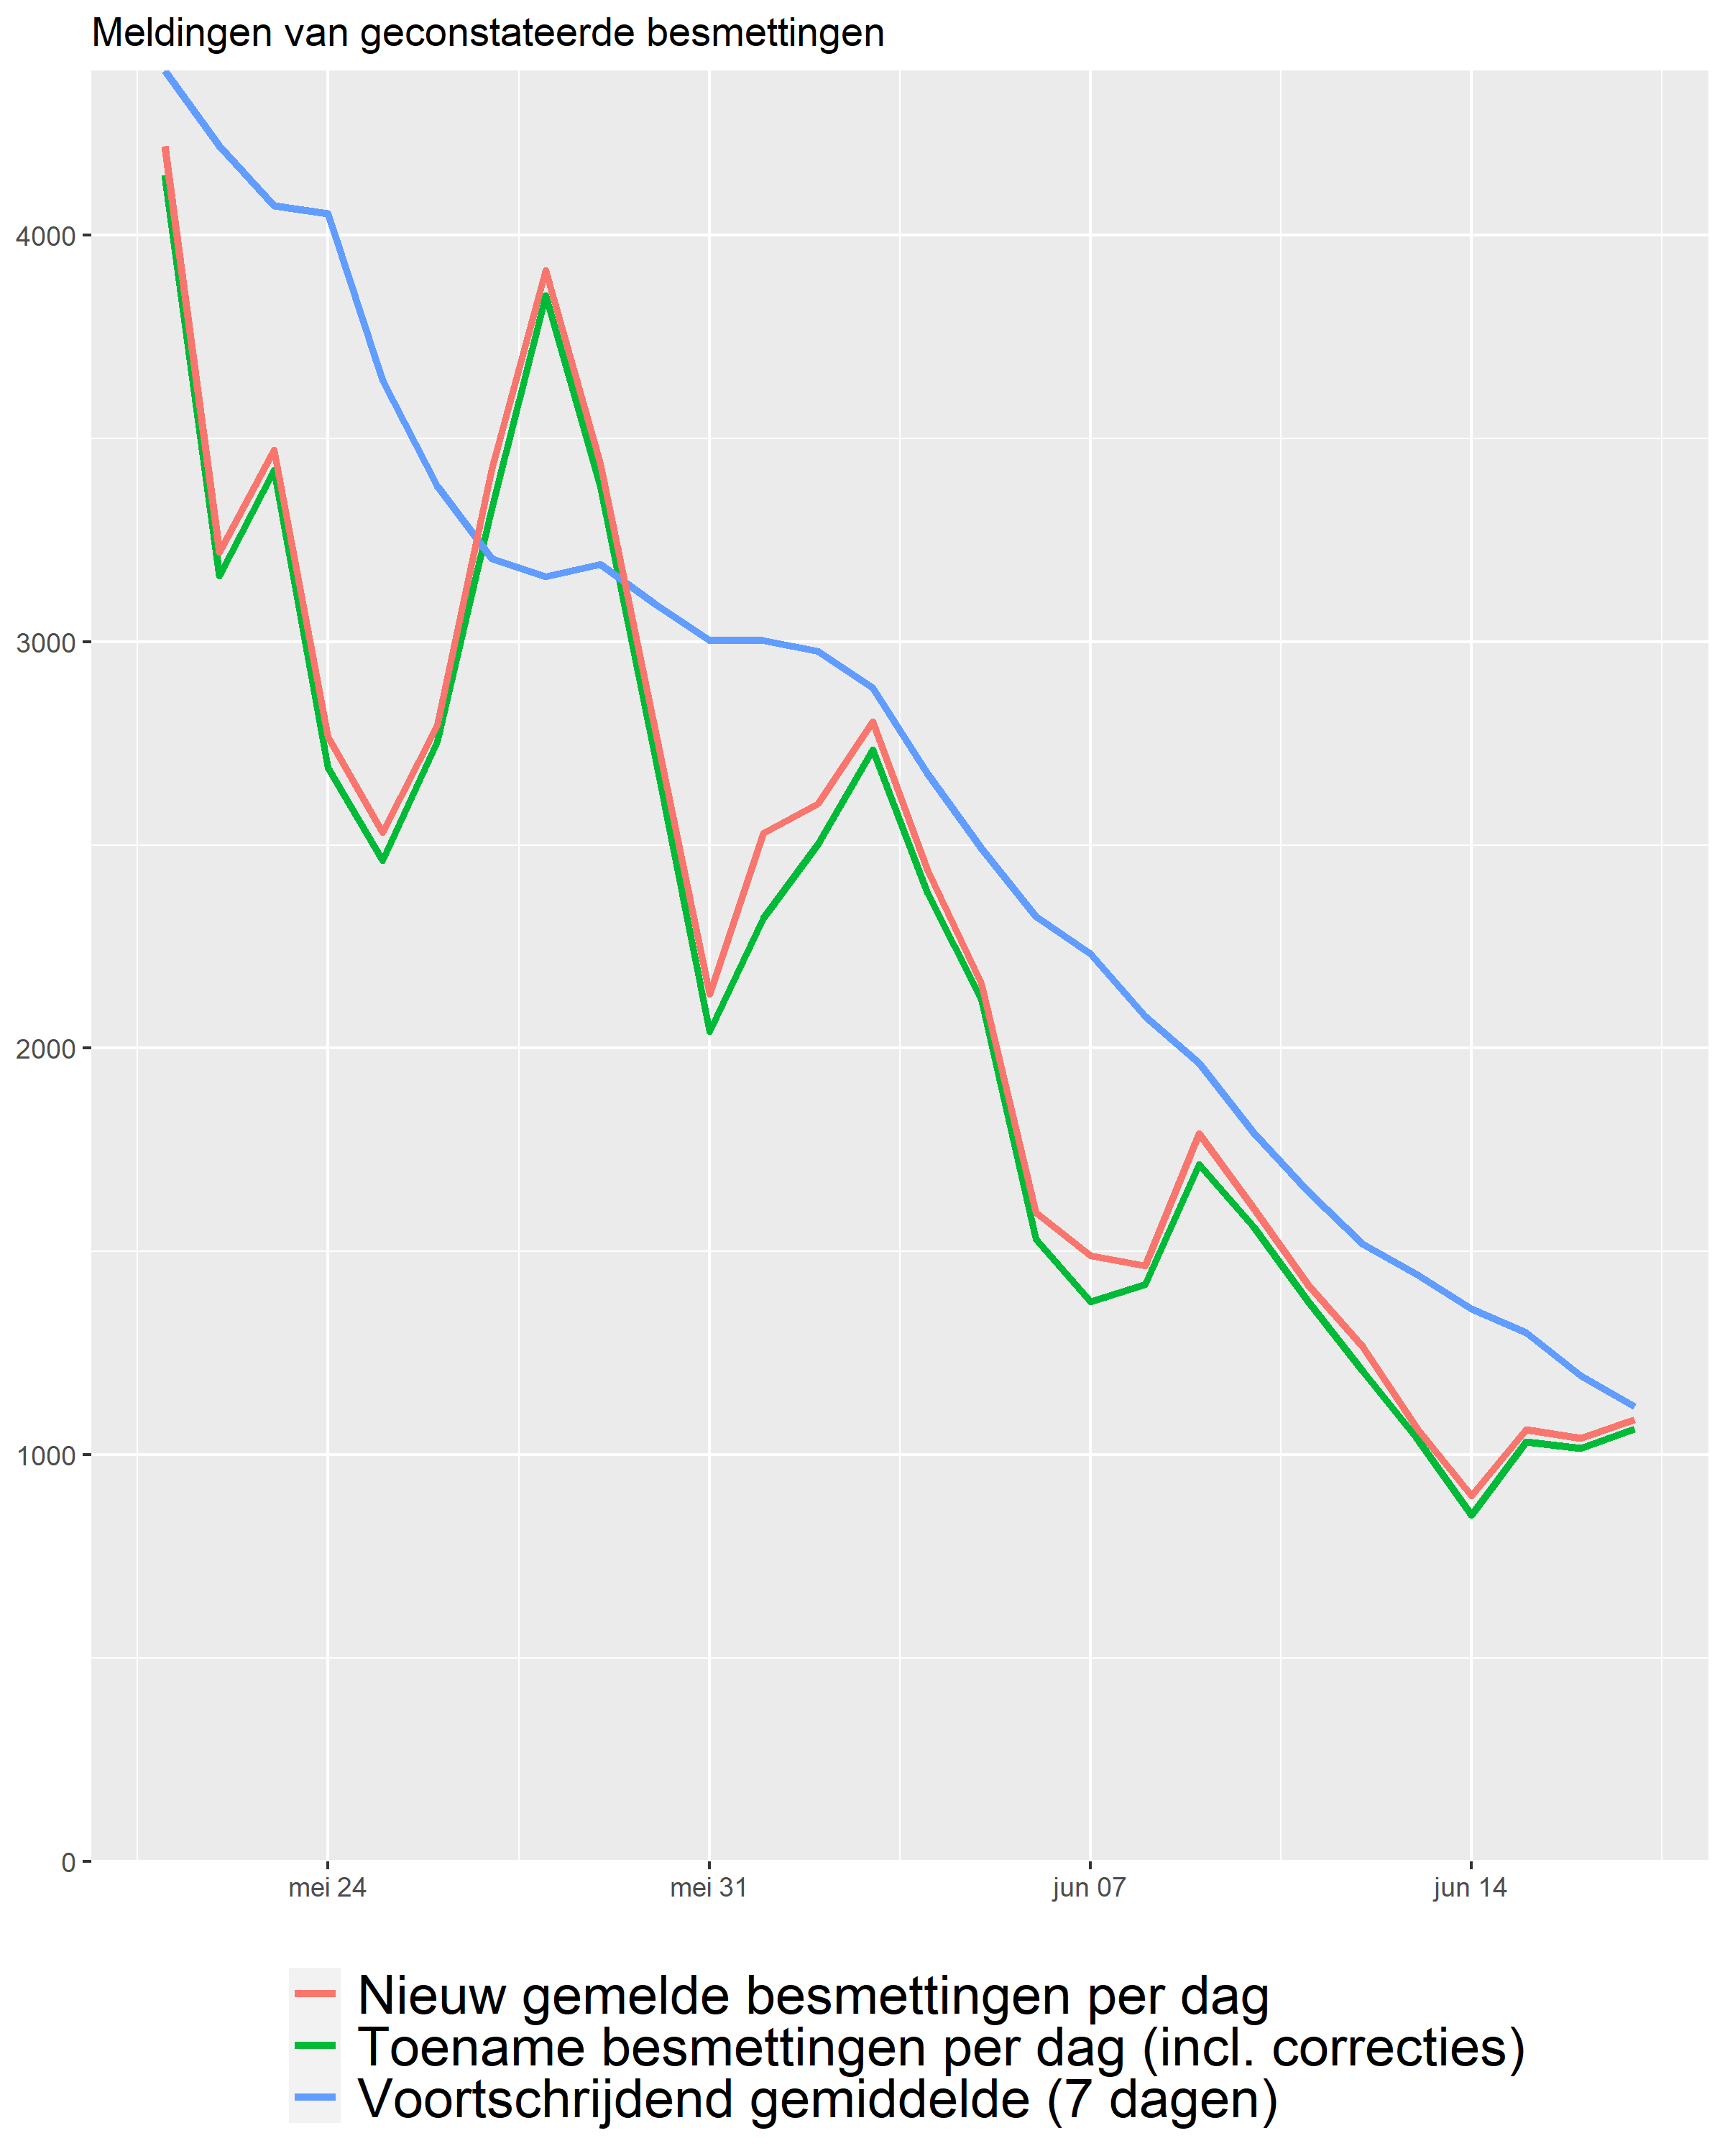 Meldingen van geconstateerde besmettingen
4000
3000
2000
1000
0
mei 24 mei 31 jun 07 jun 14
Nieuw gemelde besmettingen per dag
Toename besmettingen per dag (incl. correcties)
Voortschrijdend gemiddelde (7 dagen)